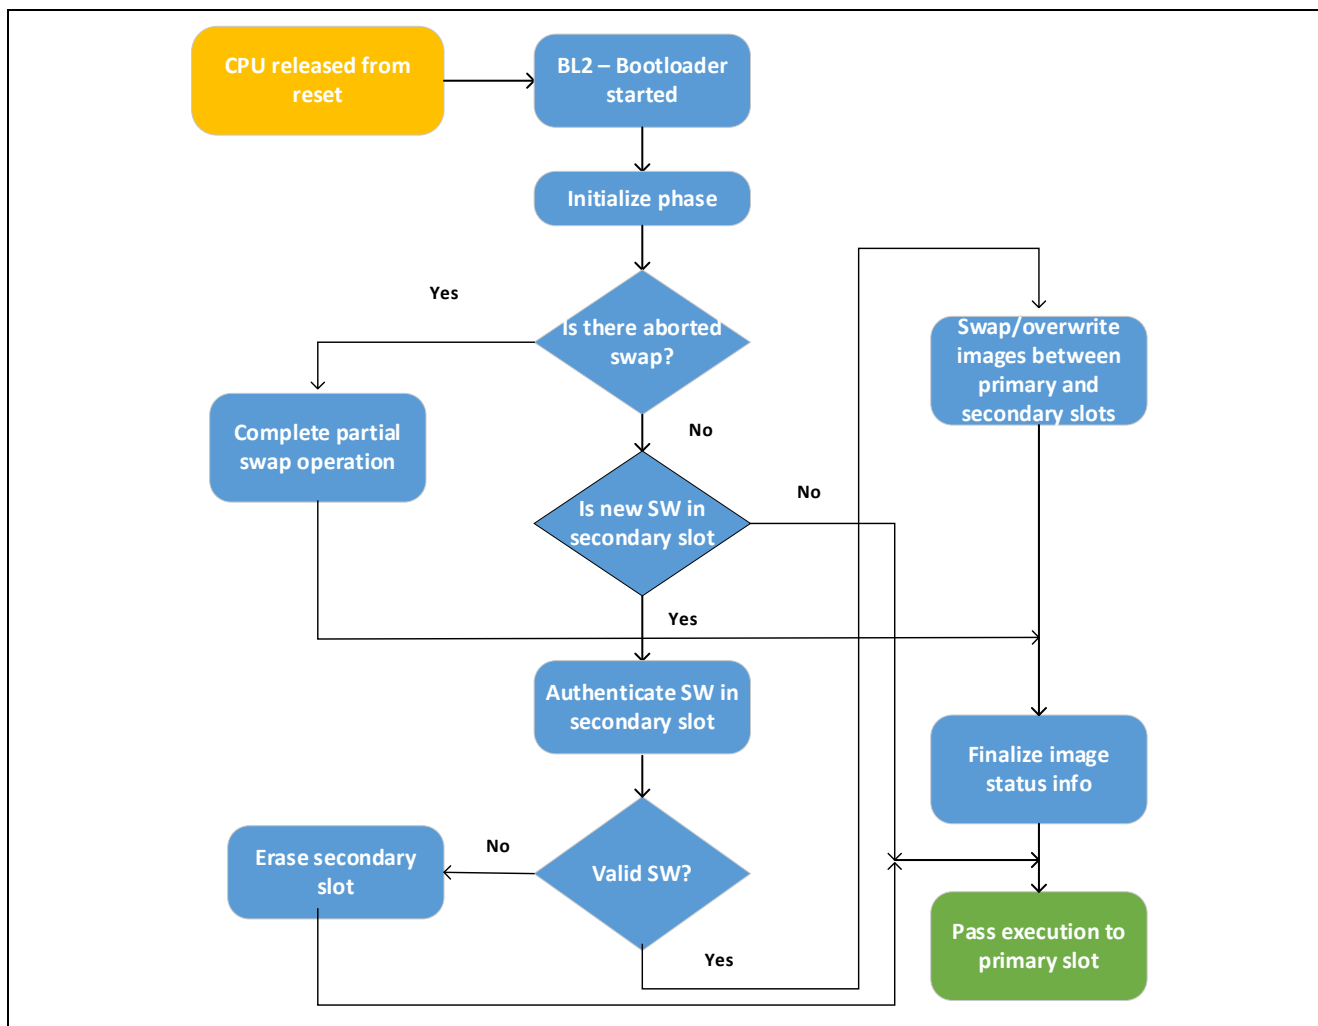 CPU released from
reset
BL2 – Bootloader
started
Initialize phase
Yes
Is there aborted
swap?
Swap/overwrite
images between
primary and
secondary slots
Complete partial
swap operation
No
Is new SW in
secondary slot
No
Yes
Authenticate SW in
secondary slot
Finalize image
status info
Erase secondary
slot
No
Valid SW?
Yes
Pass execution to
primary slot